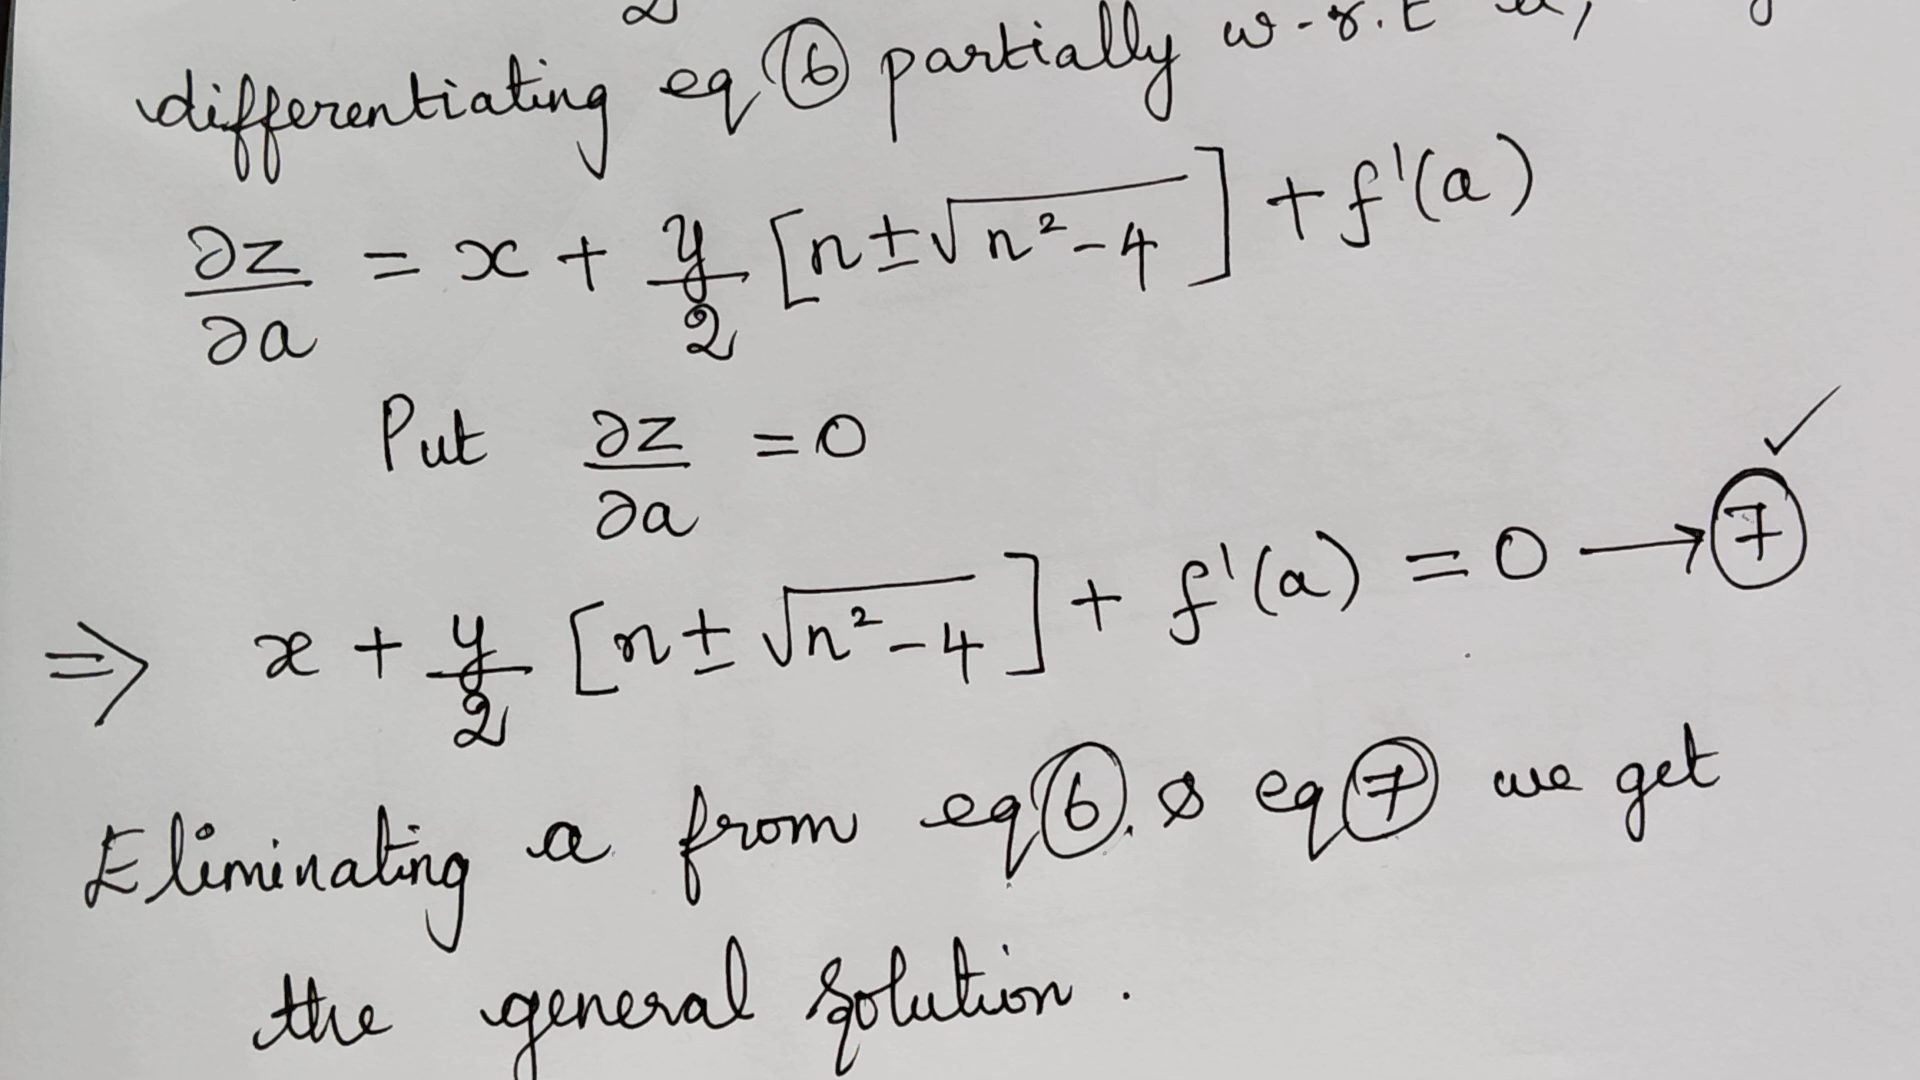 differentiating eq ⑥ partially w.r.t a,
∂z/∂a = x + y/2 [n ± √(n² - 4)] + f'(a)
Put ∂z/∂a = 0
⇒ x + y/2 [n ± √(n² - 4)] + f'(a) = 0 → ⑦ ✓
Eliminating a from eq ⑥ & eq ⑦ we get
the general solution.